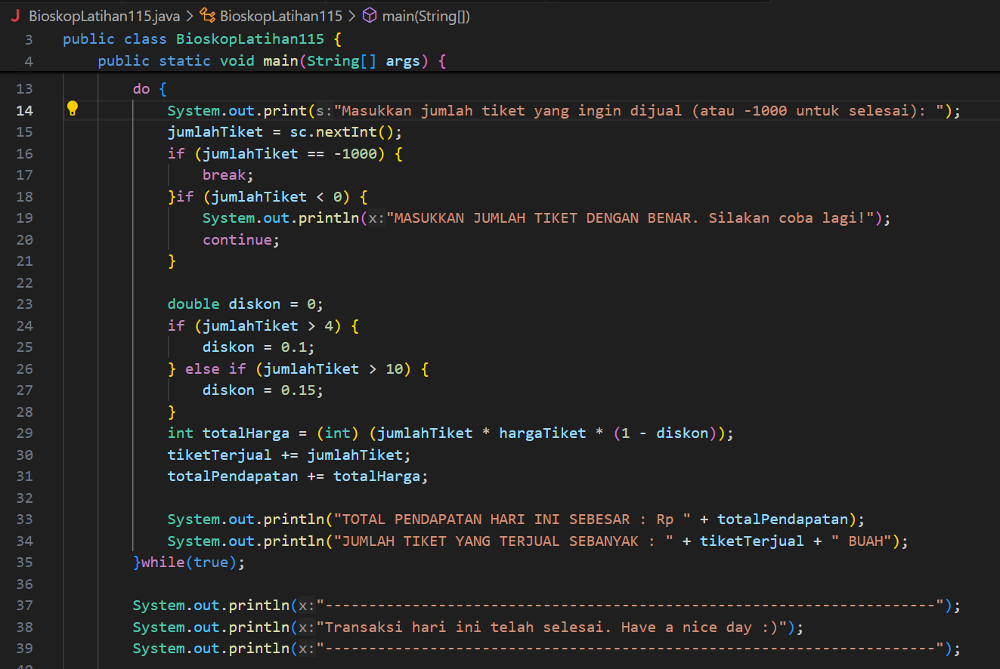 J BioskopLatihan115.java > BioskopLatihan115 > main(String[])
3 public class BioskopLatihan115 {
4 public static void main(String[] args) {
13 do {
14 System.out.print(s:"Masukkan jumlah tiket yang ingin dijual (atau -1000 untuk selesai): ");
15 jumlahTiket = sc.nextInt();
16 if (jumlahTiket == -1000) {
17 break;
18 }if (jumlahTiket < 0) {
19 System.out.println(x:"MASUKKAN JUMLAH TIKET DENGAN BENAR. Silakan coba lagi!");
20 continue;
21 }
22
23 double diskon = 0;
24 if (jumlahTiket > 4) {
25 diskon = 0.1;
26 } else if (jumlahTiket > 10) {
27 diskon = 0.15;
28 }
29 int totalHarga = (int) (jumlahTiket * hargaTiket * (1 - diskon));
30 tiketTerjual += jumlahTiket;
31 totalPendapatan += totalHarga;
32
33 System.out.println("TOTAL PENDAPATAN HARI INI SEBESAR : Rp " + totalPendapatan);
34 System.out.println("JUMLAH TIKET YANG TERJUAL SEBANYAK : " + tiketTerjual + " BUAH");
35 }while(true);
36
37 System.out.println(x:"----------------------------------------------------------------------");
38 System.out.println(x:"Transaksi hari ini telah selesai. Have a nice day :)");
39 System.out.println(x:"----------------------------------------------------------------------");